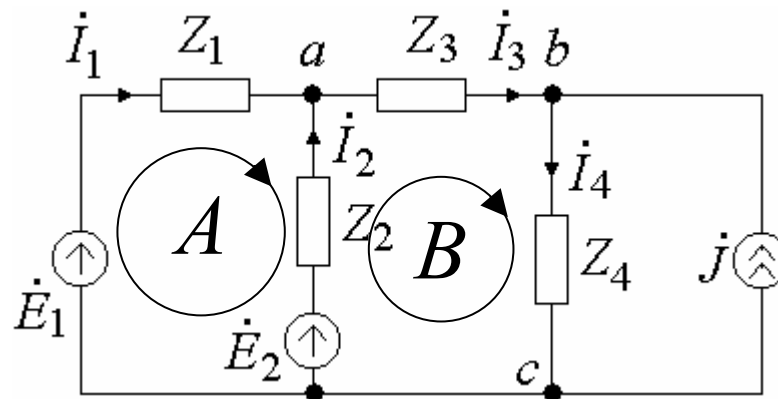 İ₁ Z₁ a Z₃ İ₃ b
İ₂ İ₄
A Z₂ B Z₄ J̇
Ė₁ Ė₂ c